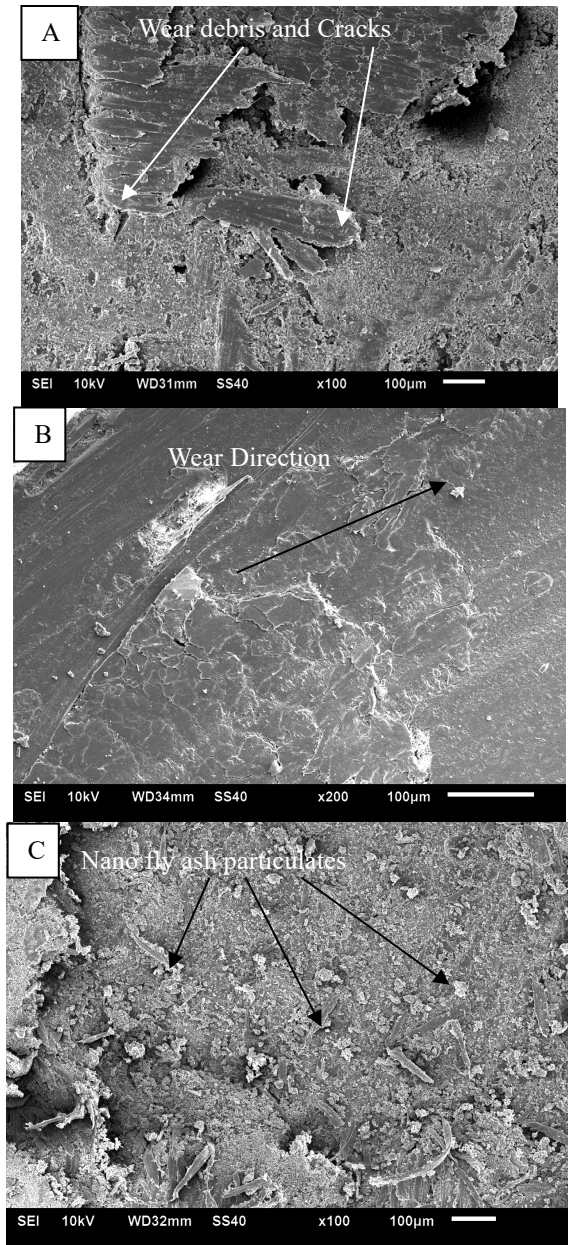 A
Wear debris and Cracks
SEI 10kV WD31mm SS40 x100 100μm
B
Wear Direction
SEI 10kV WD34mm SS40 x200 100μm
C
Nano fly ash particulates
SEI 10kV WD32mm SS40 x100 100μm